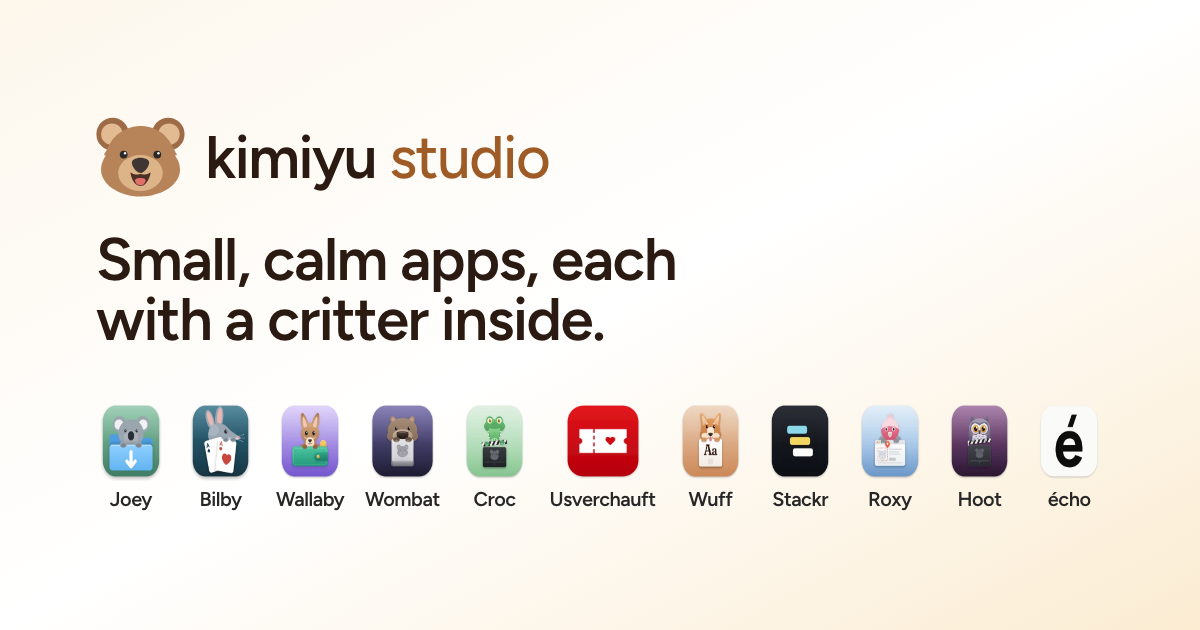 kimiyu studio
Small, calm apps, each
with a critter inside.
Aa
Joey Bilby Wallaby Wombat Croc Usverchauft Wuff Stackr Roxy Hoot écho
é